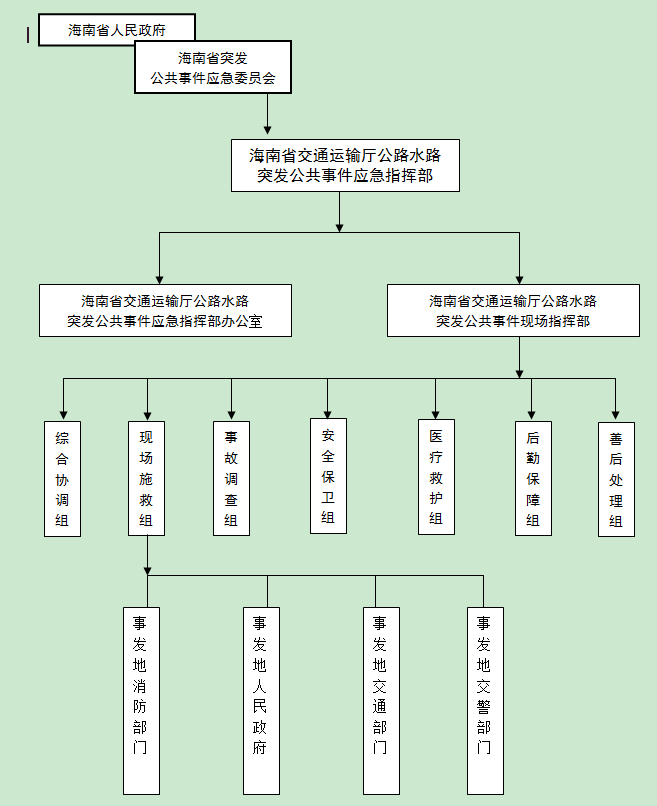 海南省人民政府
海南省突发
公共事件应急委员会
海南省交通运输厅公路水路
突发公共事件应急指挥部
海南省交通运输厅公路水路
突发公共事件应急指挥部办公室
海南省交通运输厅公路水路
突发公共事件现场指挥部
综合协调组
现场施救组
事故调查组
安全保卫组
医疗救护组
后勤保障组
善后处理组
事发地消防部门
事发地人民政府
事发地交通部门
事发地交警部门